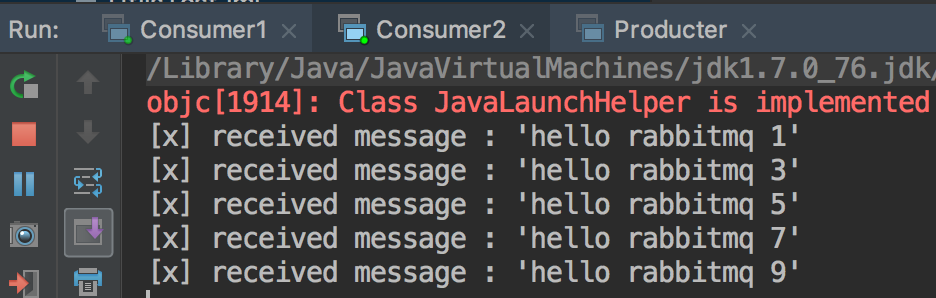 Run: Consumer1 Consumer2 Producter
/Library/Java/JavaVirtualMachines/jdk1.7.0_76.jdk/
objc[1914]: Class JavaLaunchHelper is implemented
[x] received message : 'hello rabbitmq 1'
[x] received message : 'hello rabbitmq 3'
[x] received message : 'hello rabbitmq 5'
[x] received message : 'hello rabbitmq 7'
[x] received message : 'hello rabbitmq 9'